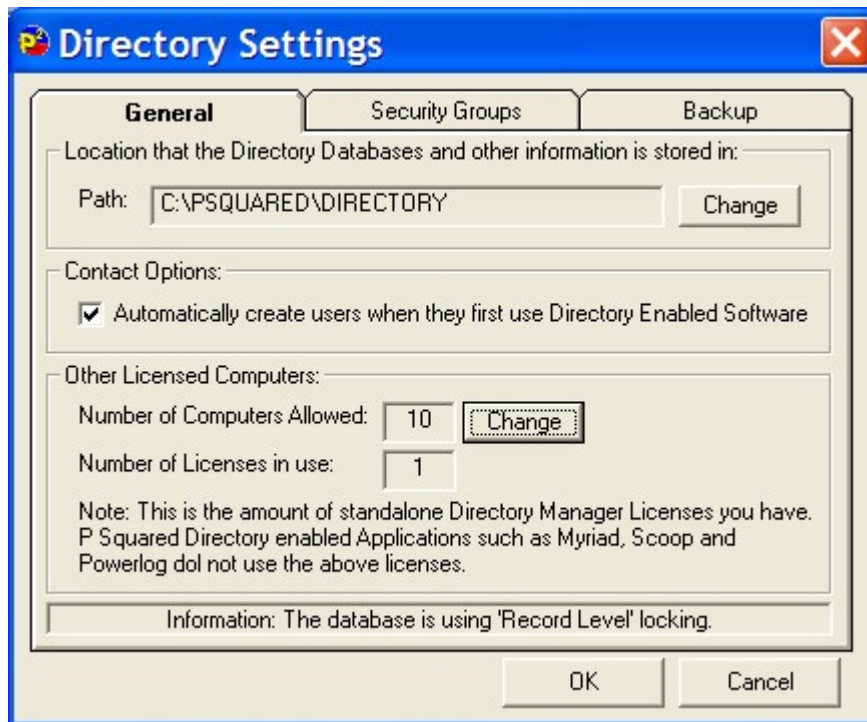 Directory Settings
General Security Groups Backup
Location that the Directory Databases and other information is stored in:
Path: C:\PSQUARED\DIRECTORY Change
Contact Options:
Automatically create users when they first use Directory Enabled Software
Other Licensed Computers:
Number of Computers Allowed: 10 Change
Number of Licenses in use: 1
Note: This is the amount of standalone Directory Manager Licenses you have.
P Squared Directory enabled Applications such as Myriad, Scoop and
Powerlog dol not use the above licenses.
Information: The database is using 'Record Level' locking.
OK Cancel